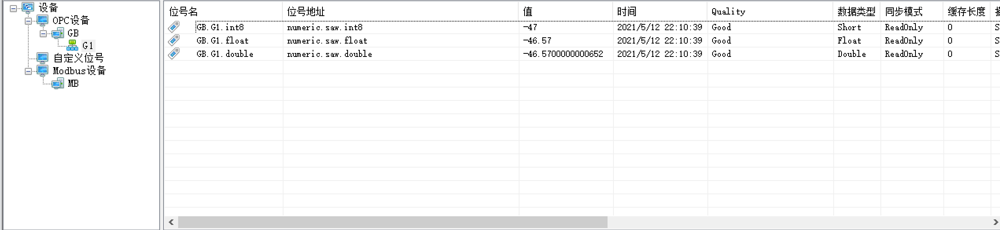 设备
OPC设备
GB
G1
自定义位号
Modbus设备
MB
位号名 位号地址 值 时间 Quality 数据类型 同步模式 缓存长度
GB.G1.int8 numeric.saw.int8 -47 2021/5/12 22:10:39 Good Short ReadOnly 0 S
GB.G1.float numeric.saw.float -46.57 2021/5/12 22:10:39 Good Float ReadOnly 0 S
GB.G1.double numeric.saw.double -46.5700000000652 2021/5/12 22:10:39 Good Double ReadOnly 0 S